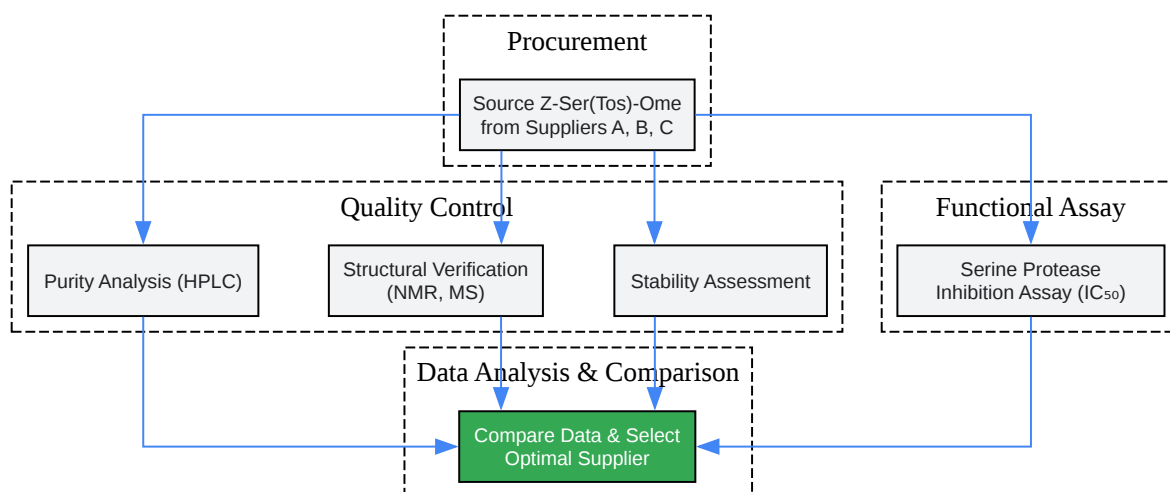 Procurement
Source Z-Ser(Tos)-Ome
from Suppliers A, B, C
Quality Control
Functional Assay
Purity Analysis (HPLC)
Structural Verification
(NMR, MS)
Stability Assessment
Serine Protease
Inhibition Assay (IC₅₀)
Data Analysis & Comparison
Compare Data & Select
Optimal Supplier